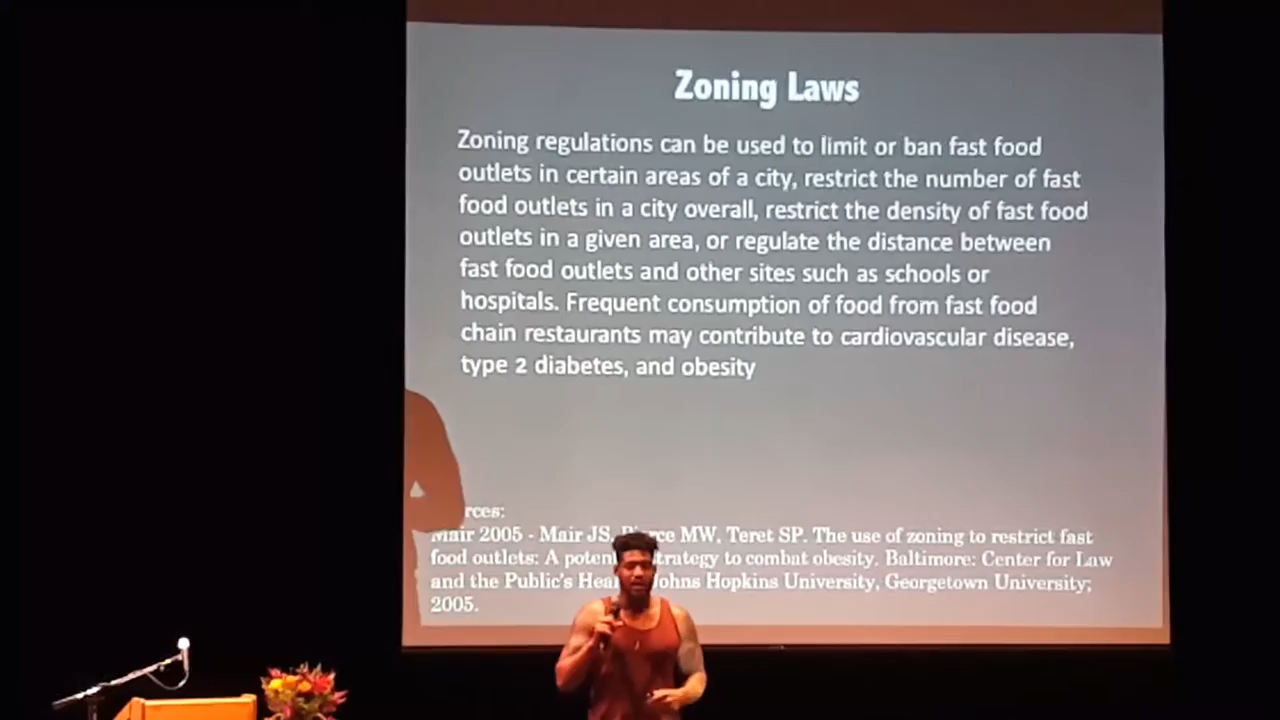 Zoning Laws
Zoning regulations can be used to limit or ban fast food
outlets in certain areas of a city, restrict the number of fast
food outlets in a city overall, restrict the density of fast food
outlets in a given area, or regulate the distance between
fast food outlets and other sites such as schools or
hospitals. Frequent consumption of food from fast food
chain restaurants may contribute to cardiovascular disease,
type 2 diabetes, and obesity
Mair 2005 - Mair JS, MW, Teret SP. The use of zoning to restrict fast
food outlets: A to combat obesity. Baltimore: Center for Law
and the Public's Johns Hopkins University, Georgetown University;
2005.